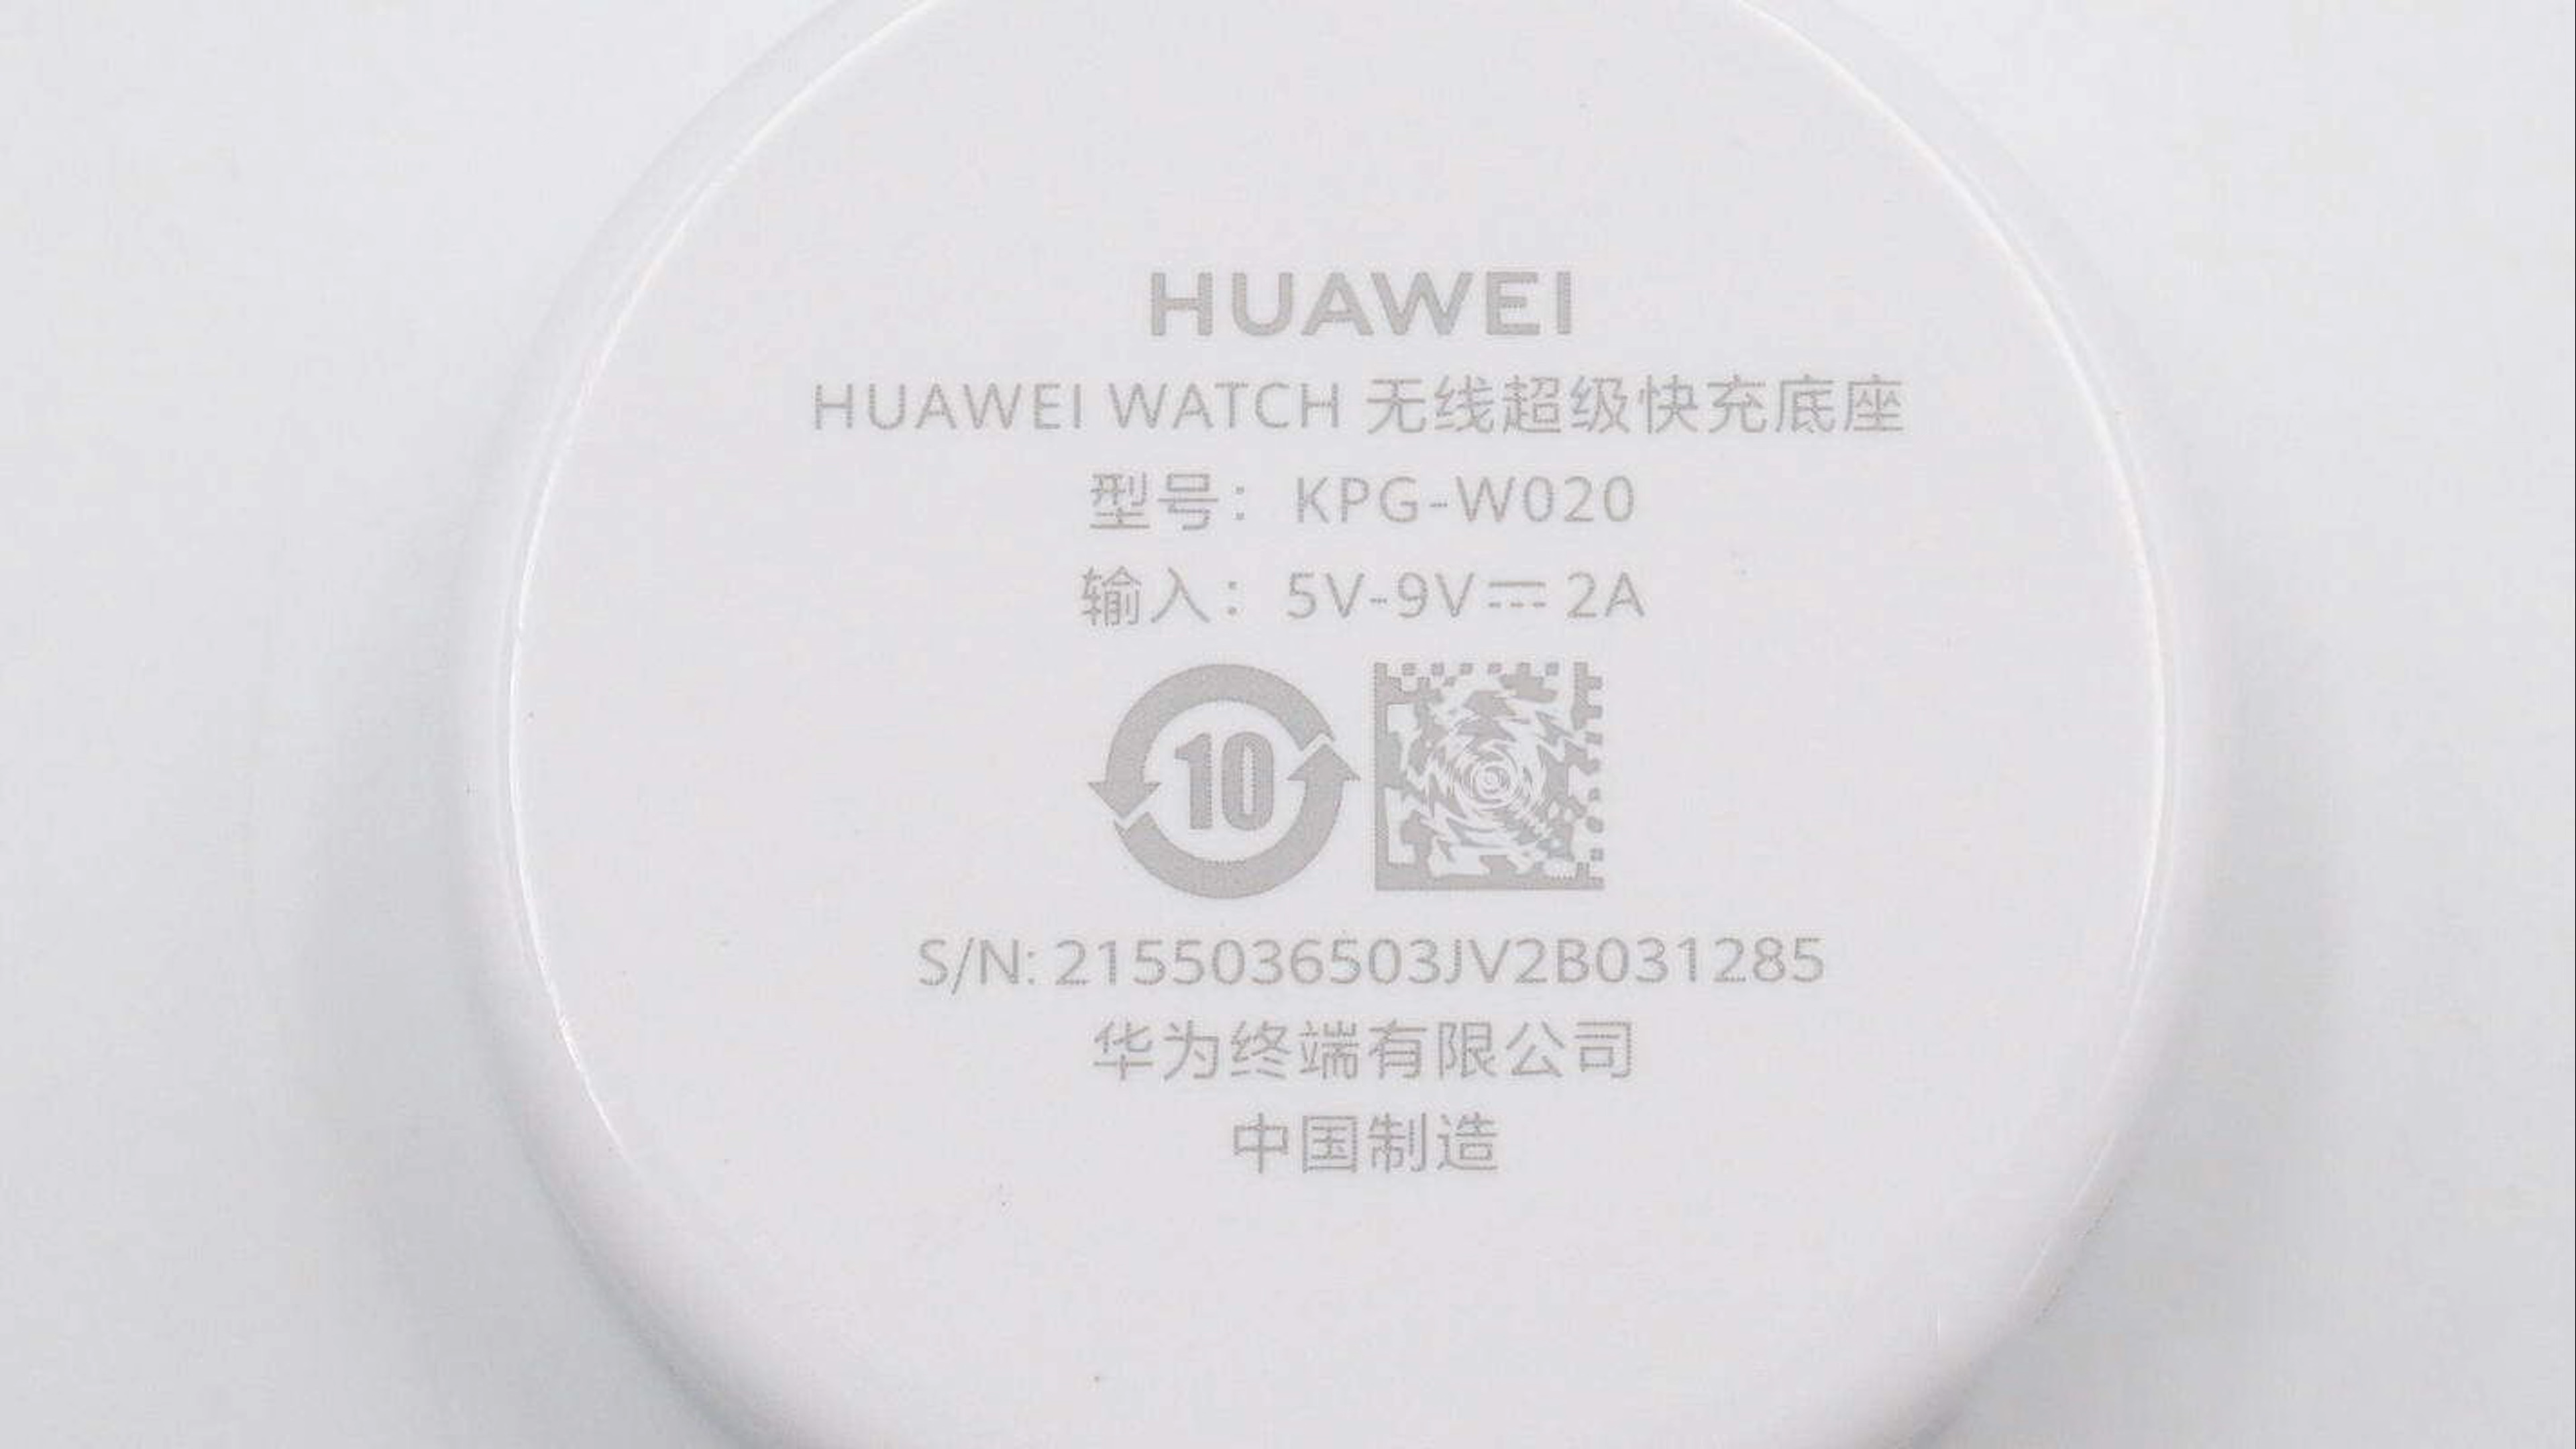 HUAWEI
HUAWEI WATCH 无线超级快充底座
型号：KPG-W020
输入：5V-9V⎓2A
10
S/N: 2155036503JV2B031285
华为终端有限公司
中国制造